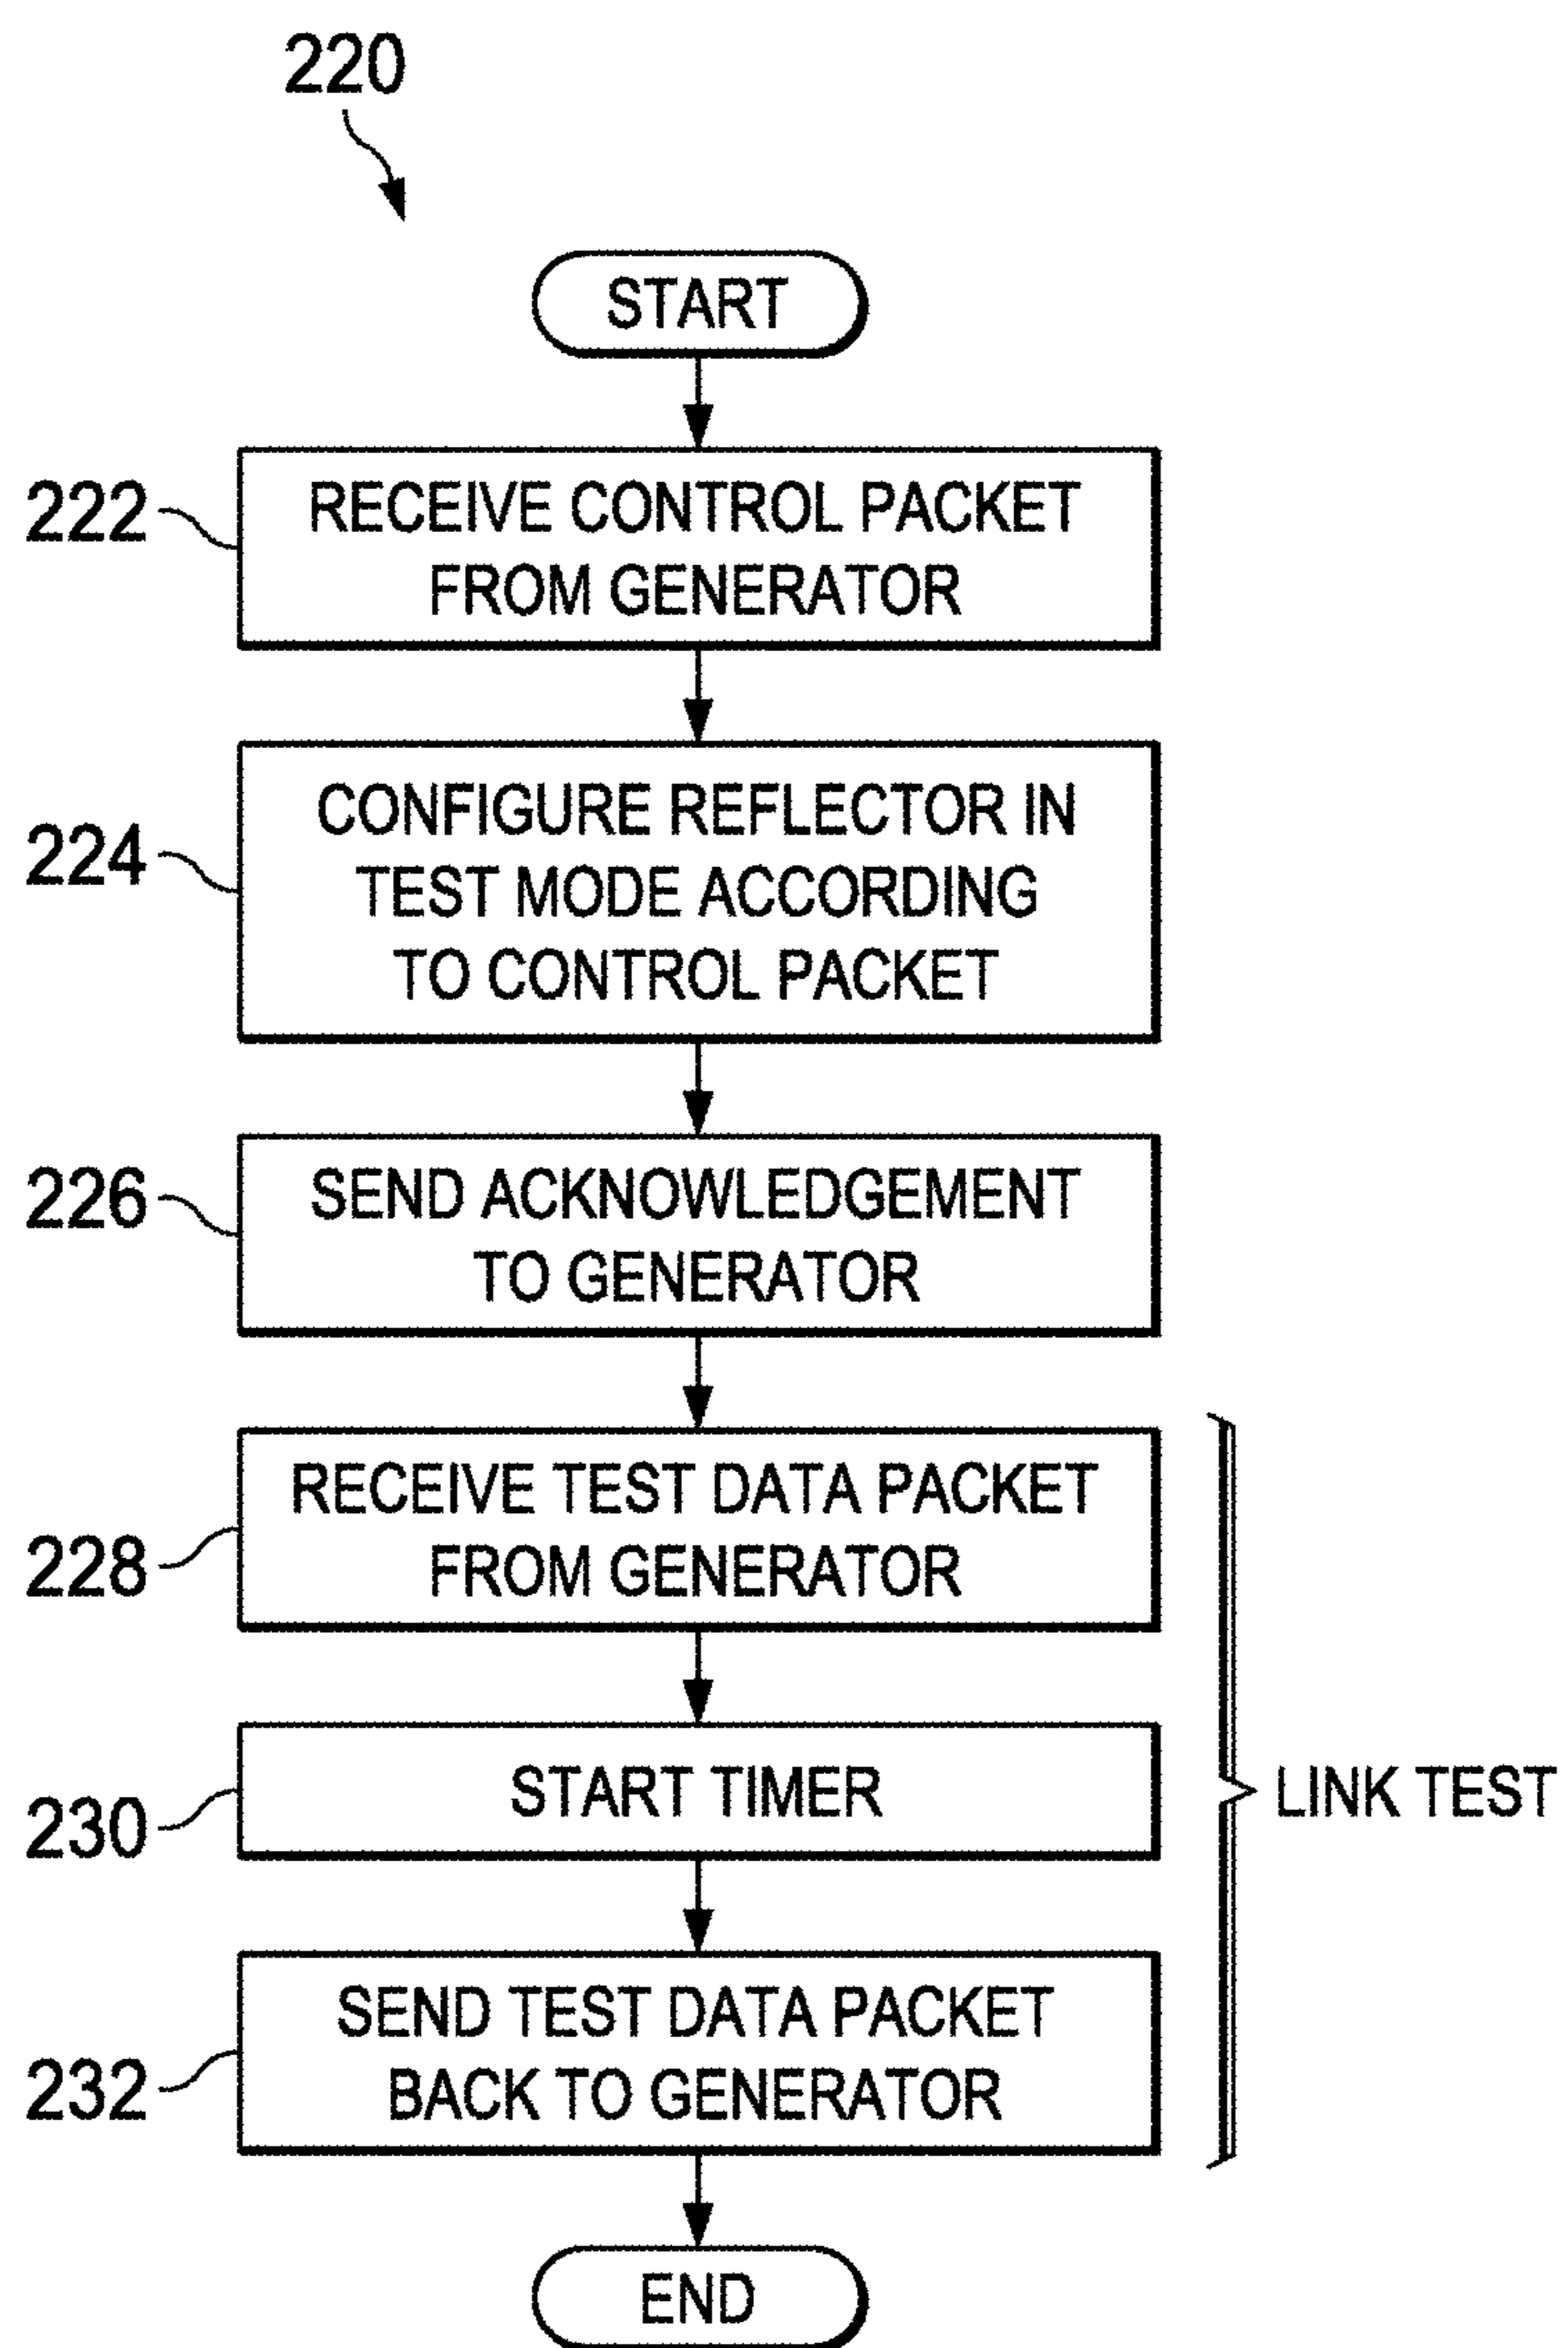 220
START
222
RECEIVE CONTROL PACKET
FROM GENERATOR
224
CONFIGURE REFLECTOR IN
TEST MODE ACCORDING
TO CONTROL PACKET
226
SEND ACKNOWLEDGEMENT
TO GENERATOR
228
RECEIVE TEST DATA PACKET
FROM GENERATOR
230
START TIMER
LINK TEST
232
SEND TEST DATA PACKET
BACK TO GENERATOR
END